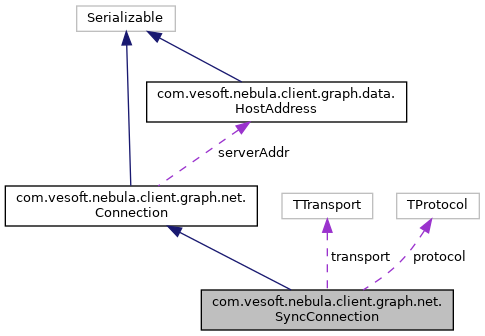 Serializable
com.vesoft.nebula.client.graph.data.
HostAddress
serverAddr
com.vesoft.nebula.client.graph.net.
Connection
TTransport
TProtocol
transport
protocol
com.vesoft.nebula.client.graph.net.
SyncConnection